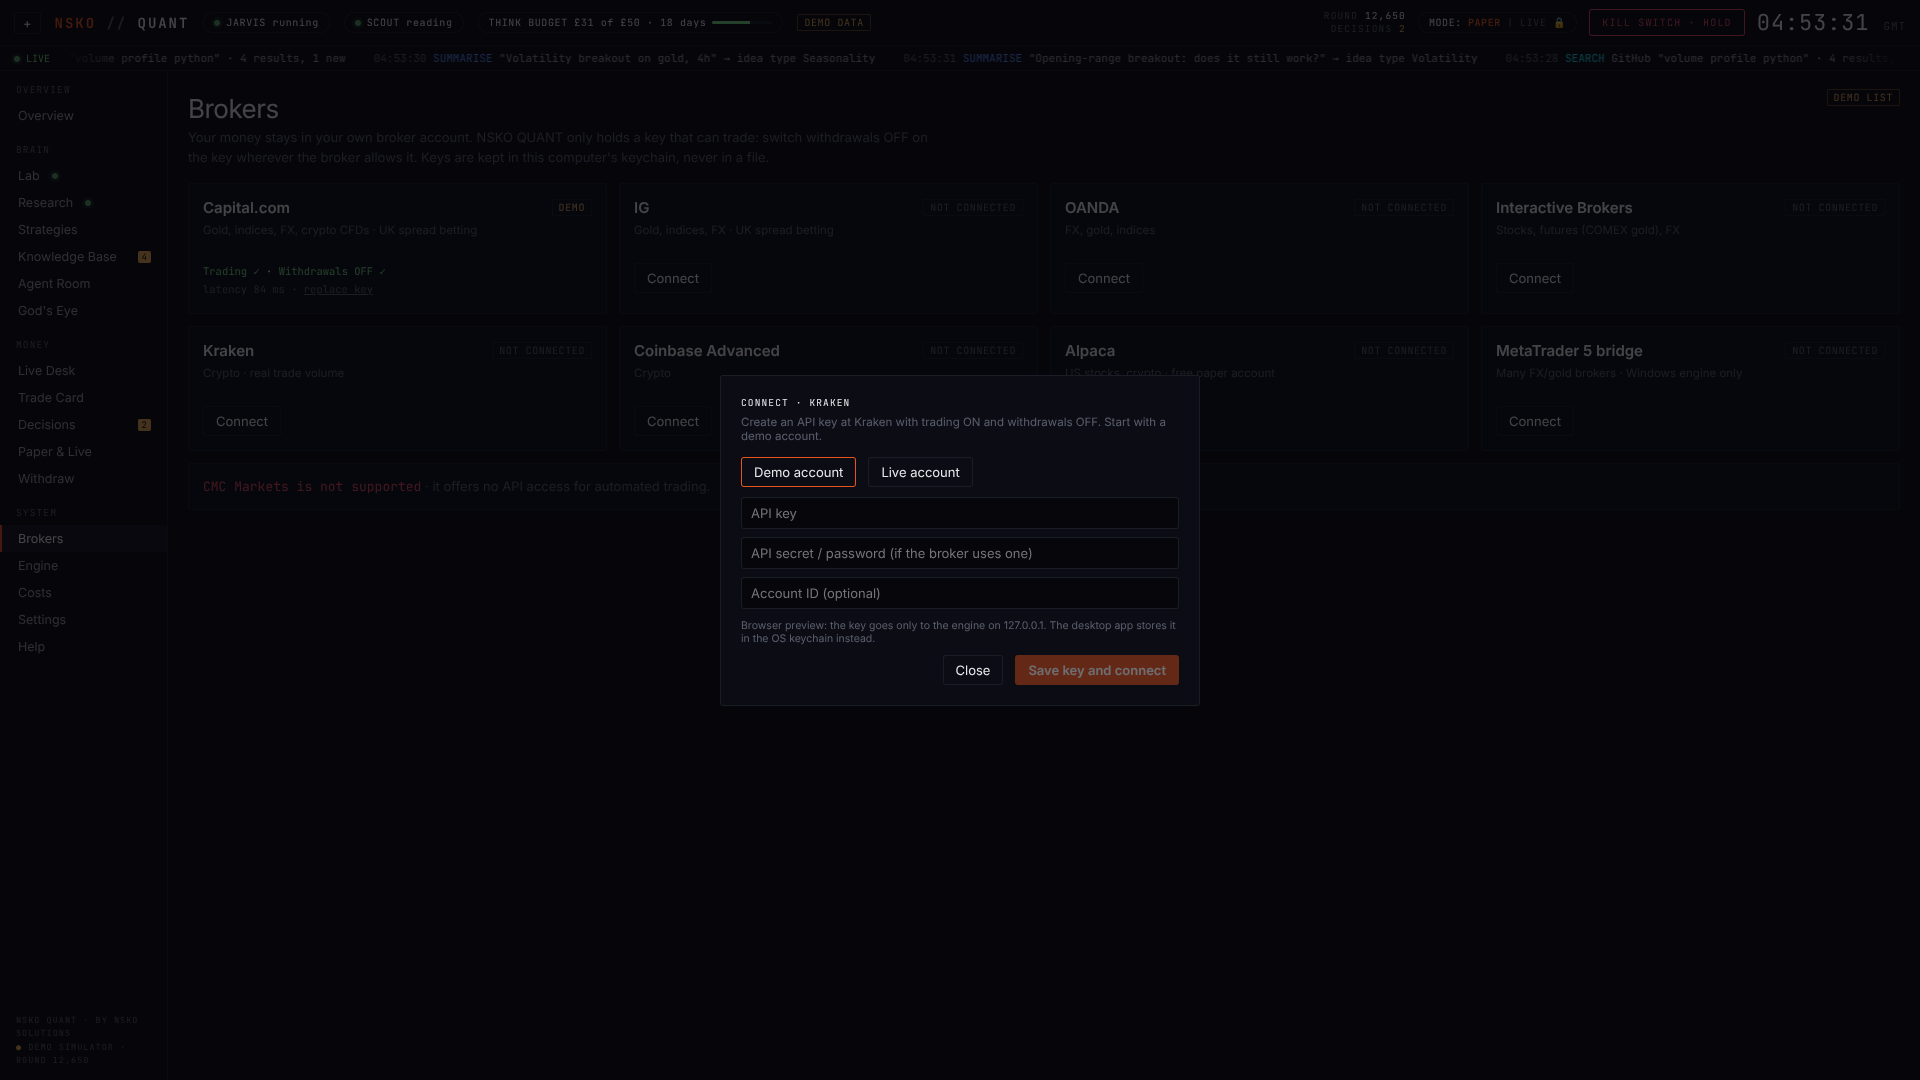 + NSKO // QUANT JARVIS running SCOUT reading THINK BUDGET £31 of £50 · 18 days DEMO DATA ROUND 12,650 DECISIONS 2 MODE: PAPER | LIVE 🔒 KILL SWITCH · HOLD 04:53:31 GMT
LIVE volume profile python" · 4 results, 1 new 04:53:30 SUMMARISE "Volatility breakout on gold, 4h" → idea type Seasonality 04:53:31 SUMMARISE "Opening-range breakout: does it still work?" → idea type Volatility 04:53:28 SEARCH GitHub "volume profile python" · 4 results,
OVERVIEW
Overview
BRAIN
Lab
Research
Strategies
Knowledge Base 4
Agent Room
God's Eye
MONEY
Live Desk
Trade Card
Decisions 2
Paper & Live
Withdraw
SYSTEM
Brokers
Engine
Costs
Settings
Help
NSKO QUANT · BY NSKO
SOLUTIONS
DEMO SIMULATOR ·
ROUND 12,650
Brokers
DEMO LIST
Your money stays in your own broker account. NSKO QUANT only holds a key that can trade: switch withdrawals OFF on
the key wherever the broker allows it. Keys are kept in this computer's keychain, never in a file.
Capital.com DEMO
Gold, indices, FX, crypto CFDs · UK spread betting
Trading ✓ · Withdrawals OFF ✓
latency 84 ms · replace key
IG NOT CONNECTED
Gold, indices, FX · UK spread betting
Connect
OANDA NOT CONNECTED
FX, gold, indices
Connect
Interactive Brokers NOT CONNECTED
Stocks, futures (COMEX gold), FX
Connect
Kraken NOT CONNECTED
Crypto · real trade volume
Connect
Coinbase Advanced NOT CONNECTED
Crypto
Connect
Alpaca NOT CONNECTED
US stocks, crypto · free paper account
MetaTrader 5 bridge NOT CONNECTED
Many FX/gold brokers · Windows engine only
Connect
CMC Markets is not supported · it offers no API access for automated trading.
CONNECT · KRAKEN
Create an API key at Kraken with trading ON and withdrawals OFF. Start with a
demo account.
Demo account Live account
API key
API secret / password (if the broker uses one)
Account ID (optional)
Browser preview: the key goes only to the engine on 127.0.0.1. The desktop app stores it
in the OS keychain instead.
Close Save key and connect